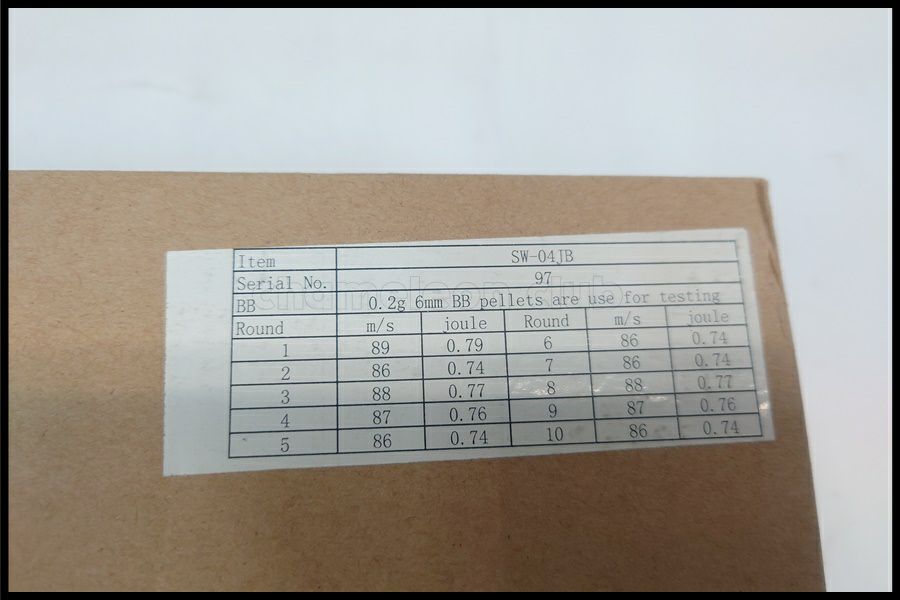 Item SW-04JB
Serial No. 97
BB 0.2g 6mm BB pellets are use for testing
Round m/s joule Round m/s joule
1 89 0.79 6 86 0.74
2 86 0.74 7 86 0.74
3 88 0.77 8 88 0.77
4 87 0.76 9 87 0.76
5 86 0.74 10 86 0.74
chameleon club